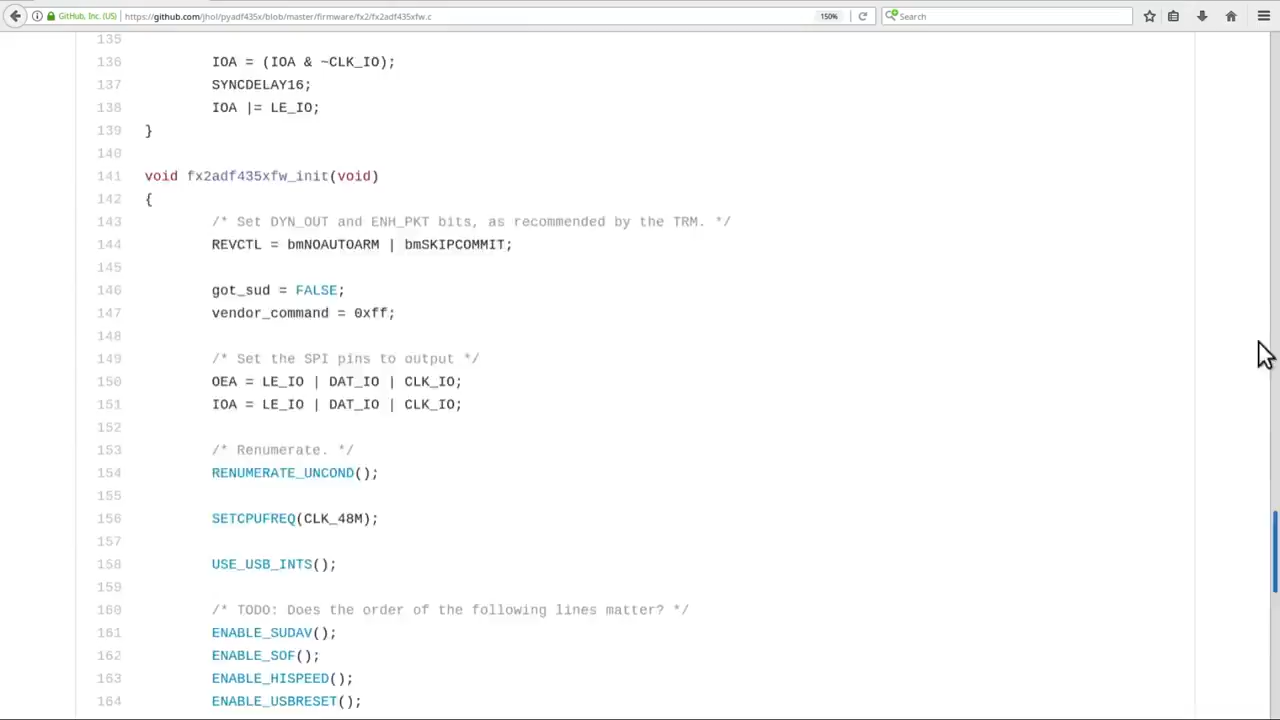 GitHub, Inc. (US)
https://github.com/jhol/pyadf435x/blob/master/firmware/fx2/fx2adf435xfw.c
150%
Search
135
136 IOA = (IOA & ~CLK_IO);
137 SYNCDELAY16;
138 IOA |= LE_IO;
139 }
140
141 void fx2adf435xfw_init(void)
142 {
143 /* Set DYN_OUT and ENH_PKT bits, as recommended by the TRM. */
144 REVCTL = bmNOAUTOARM | bmSKIPCOMMIT;
145
146 got_sud = FALSE;
147 vendor_command = 0xff;
148
149 /* Set the SPI pins to output */
150 OEA = LE_IO | DAT_IO | CLK_IO;
151 IOA = LE_IO | DAT_IO | CLK_IO;
152
153 /* Renumerate. */
154 RENUMERATE_UNCOND();
155
156 SETCPUFREQ(CLK_48M);
157
158 USE_USB_INTS();
159
160 /* TODO: Does the order of the following lines matter? */
161 ENABLE_SUDAV();
162 ENABLE_SOF();
163 ENABLE_HISPEED();
164 ENABLE_USBRESET();